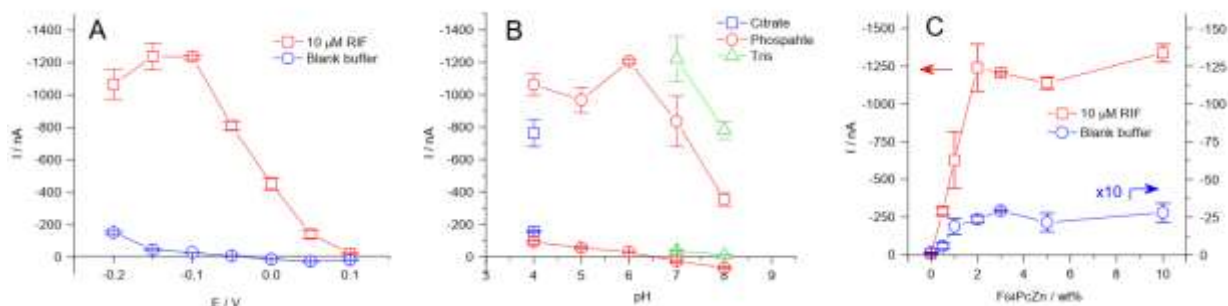 A
10 µM RIF
Blank buffer
I / nA
-1400
-1200
-1000
-800
-600
-400
-200
0
-0.2
-0.1
0.0
0.1
E / V
B
Citrate
Phospahte
Tris
I / nA
-1400
-1200
-1000
-800
-600
-400
-200
0
3
4
5
6
7
8
9
pH
C
10 µM RIF
Blank buffer
x10
I / nA
-1500
-1250
-1000
-750
-500
-250
0
-150
-125
-100
-75
-50
-25
0
0
2
4
6
8
10
F64PcZn / wt%